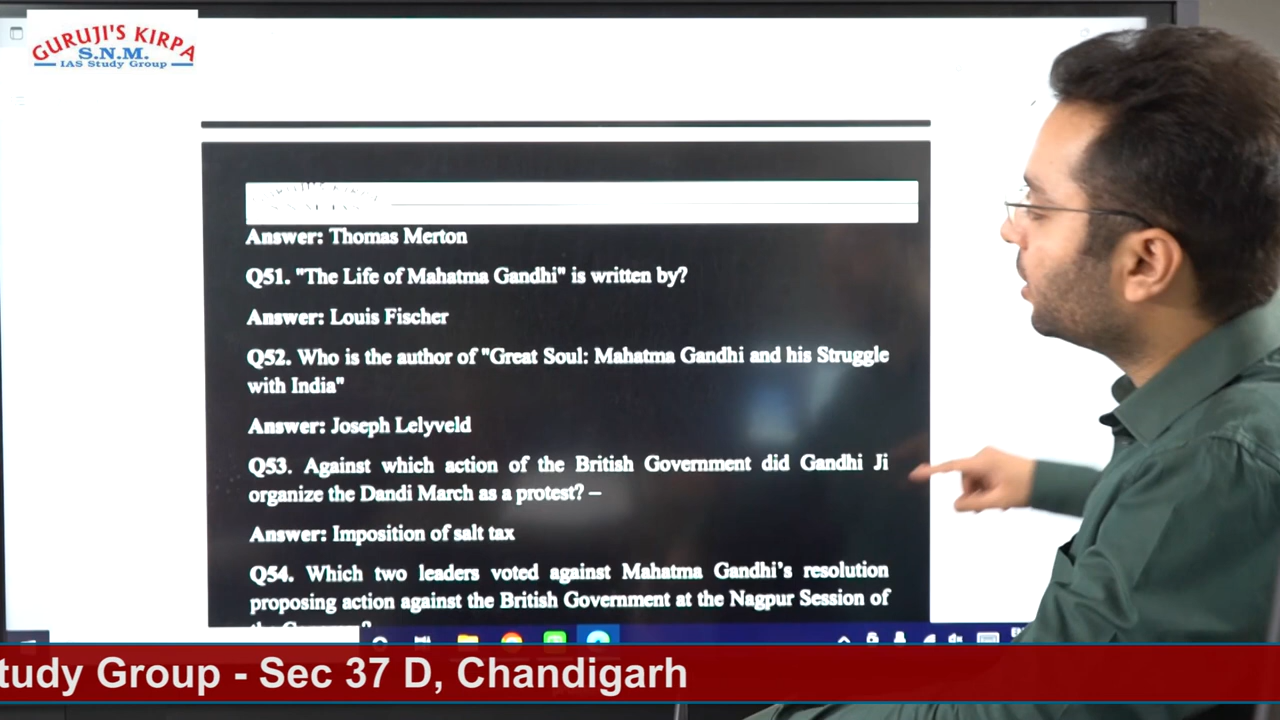 GURUJI'S KIRPA
S.N.M.
IAS Study Group
Answer: Thomas Merton
Q51. "The Life of Mahatma Gandhi" is written by?
Answer: Louis Fischer
Q52. Who is the author of "Great Soul: Mahatma Gandhi and his Struggle
with India"
Answer: Joseph Lelyveld
Q53. Against which action of the British Government did Gandhi Ji
organize the Dandi March as a protest? –
Answer: Imposition of salt tax
Q54. Which two leaders voted against Mahatma Gandhi's resolution
proposing action against the British Government at the Nagpur Session of
tudy Group - Sec 37 D, Chandigarh